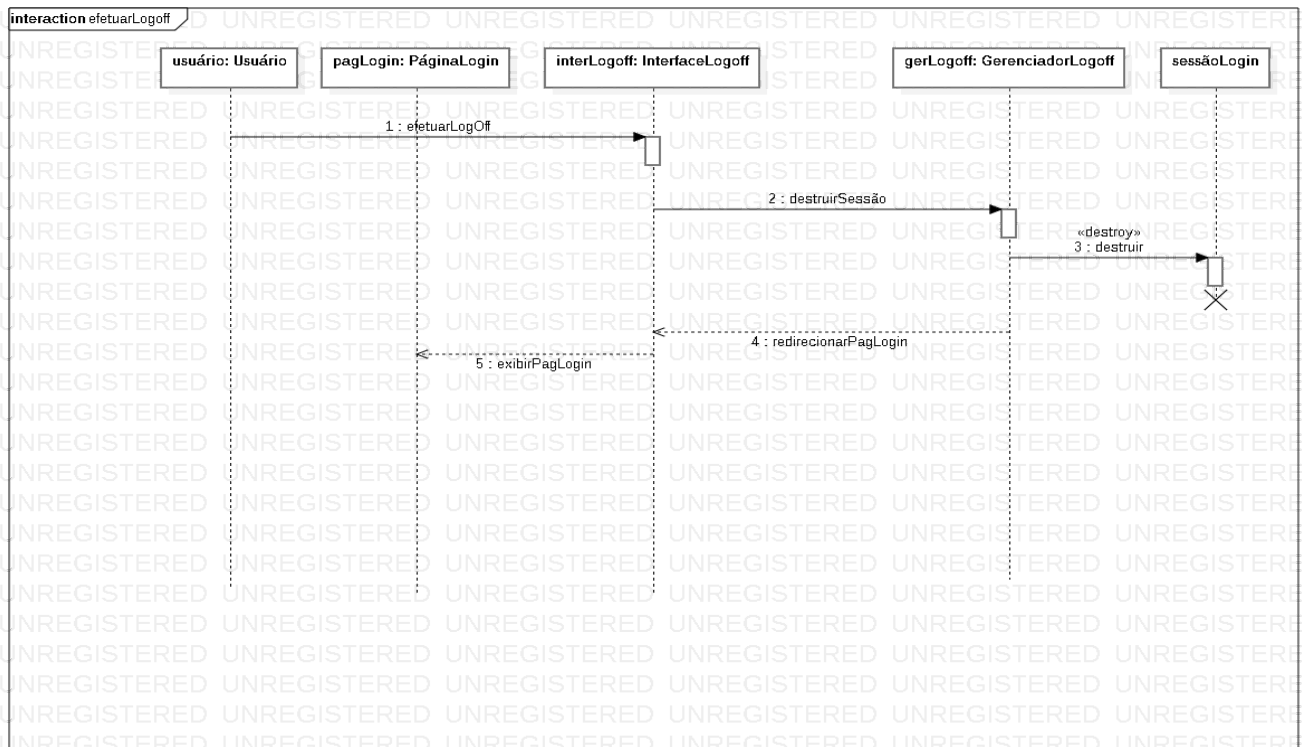 interaction efetuarLogoff
usuário: Usuário
pagLogin: PáginaLogin
interLogoff: InterfaceLogoff
gerLogoff: GerenciadorLogoff
sessãoLogin
1 : efetuarLogOff
2 : destruirSessão
«destroy»
3 : destruir
4 : redirecionarPagLogin
5 : exibirPagLogin
UNREGISTERED